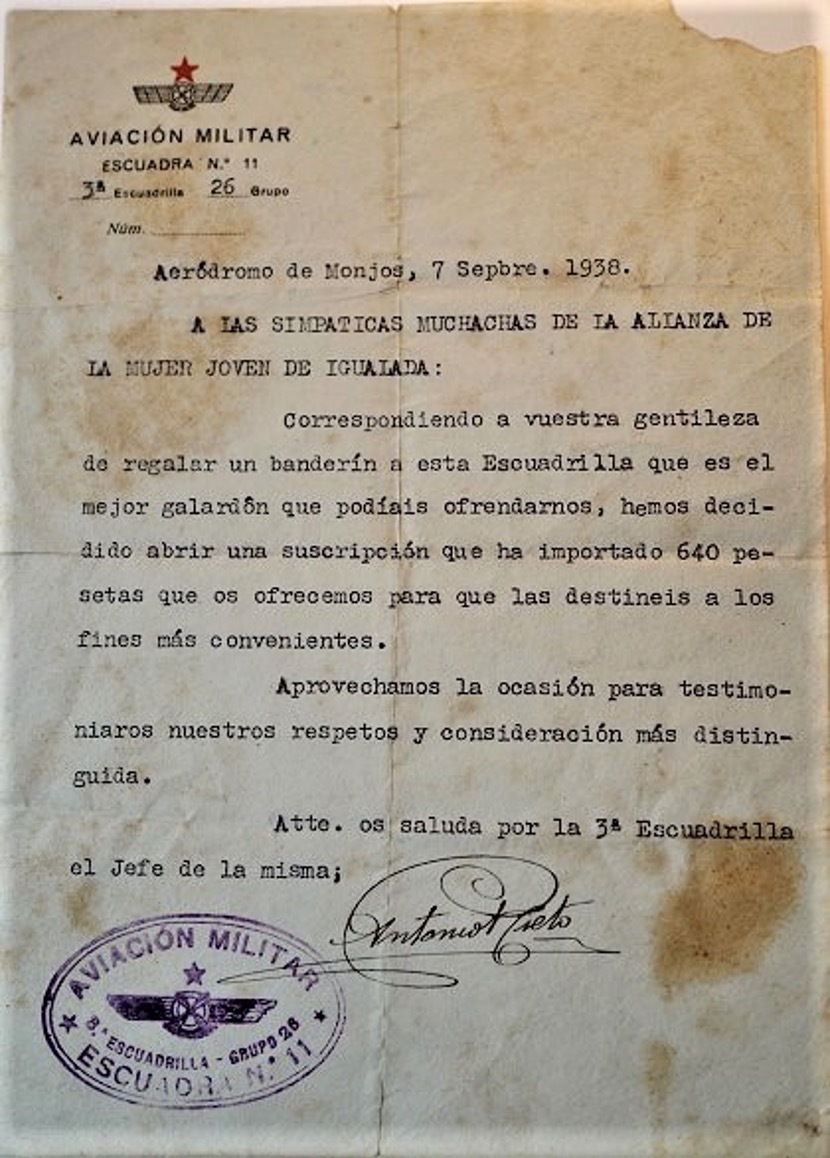 AVIACIÓN MILITAR
ESCUADRA N.º 11
3ª Escuadrilla 26 Grupo
Núm.
Aeródromo de Monjos, 7 Sepbre. 1938.
A LAS SIMPATICAS MUCHACHAS DE LA ALIANZA DE
LA MUJER JOVEN DE IGUALADA:
Correspondiendo a vuestra gentileza
de regalar un banderín a esta Escuadrilla que es el
mejor galardôn que podíais ofrendarnos, hemos deci-
dido abrir una suscripción que ha importado 640 pe-
setas que os ofrecemos para que las destineis a los
fines más convenientes.
Aprovechamos la ocasión para testimo-
niaros nuestros respetos y consideración más distin-
guida.
Atte. os saluda por la 3ª Escuadrilla
el Jefe de la misma;
Antonio Prieto
AVIACIÓN MILITAR
3.ª ESCUADRILLA - GRUPO 26
ESCUADRA N.º 11